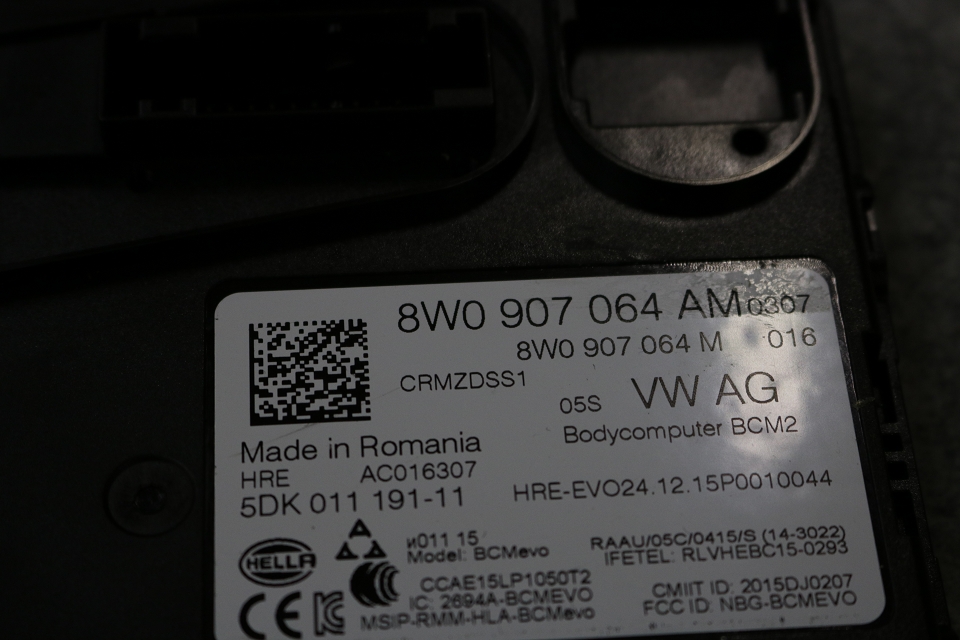 8W0 907 064 AM 0307
8W0 907 064 M 016
CRMZDSS1
05S VW AG
Bodycomputer BCM2
Made in Romania
HRE AC016307
5DK 011 191-11
HRE-EVO24.12.15P0010044
HELLA
и011 15
Model: BCMevo
RAAU/05C/0415/S (14-3022)
IFETEL: RLVHEBC15-0293
CCAE15LP1050T2
IC: 2694A-BCMEVO
MSIP-RMM-HLA-BCMevo
CMIIT ID: 2015DJ0207
FCC ID: NBG-BCMEVO
CE